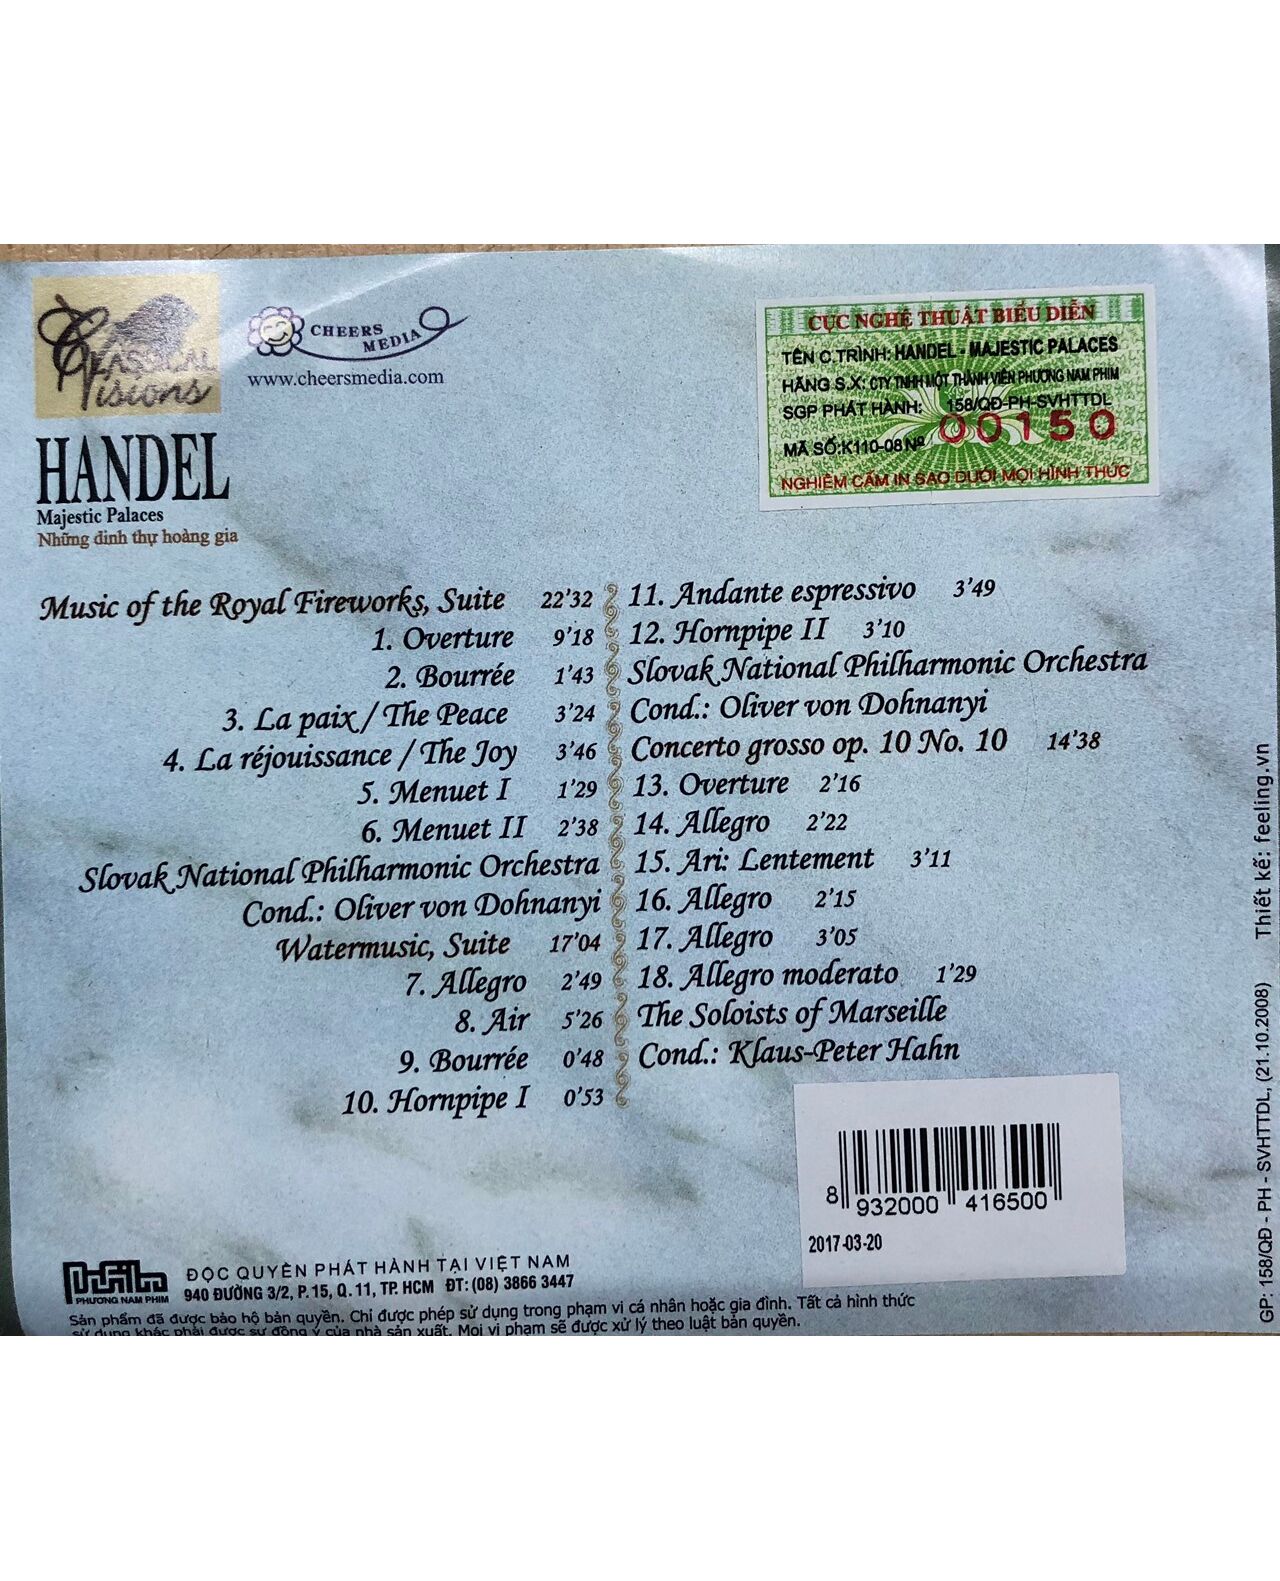 Classical
Visions
CHEERS
MEDIA
www.cheersmedia.com
HANDEL
Majestic Palaces
Những dinh thự hoàng gia
CỤC NGHỆ THUẬT BIỂU DIỄN
TÊN C.TRÌNH: HANDEL - MAJESTIC PALACES
HÃNG S.X: CTY TNHH MỘT THÀNH VIÊN PHƯƠNG NAM PHIM
SGP PHÁT HÀNH: 158/QĐ-PH-SVHTTDL
MÃ SỐ:K110-08 Nº 00150
NGHIÊM CẤM IN SAO DƯỚI MỌI HÌNH THỨC
Music of the Royal Fireworks, Suite 22'32
1. Overture 9'18
2. Bourrée 1'43
3. La paix / The Peace 3'24
4. La réjouissance / The Joy 3'46
5. Menuet I 1'29
6. Menuet II 2'38
Slovak National Philharmonic Orchestra
Cond.: Oliver von Dohnanyi
Watermusic, Suite 17'04
7. Allegro 2'49
8. Air 5'26
9. Bourrée 0'48
10. Hornpipe I 0'53
11. Andante espressivo 3'49
12. Hornpipe II 3'10
Slovak National Philharmonic Orchestra
Cond.: Oliver von Dohnanyi
Concerto grosso op. 10 No. 10 14'38
13. Overture 2'16
14. Allegro 2'22
15. Ari: Lentement 3'11
16. Allegro 2'15
17. Allegro 3'05
18. Allegro moderato 1'29
The Soloists of Marseille
Cond.: Klaus-Peter Hahn
8 932000 416500
2017-03-20
PHƯƠNG NAM PHIM
ĐỘC QUYỀN PHÁT HÀNH TẠI VIỆT NAM
940 ĐƯỜNG 3/2, P.15, Q.11, TP. HCM ĐT: (08) 3866 3447
Sản phẩm đã được bảo hộ bản quyền. Chỉ được phép sử dụng trong phạm vi cá nhân hoặc gia đình. Tất cả hình thức
sử dụng khác phải được sự đồng ý của nhà sản xuất. Mọi vi phạm sẽ được xử lý theo luật bản quyền.
GP: 158/QĐ - PH - SVHTTDL, (21.10.2008) Thiết kế: feeling.vn